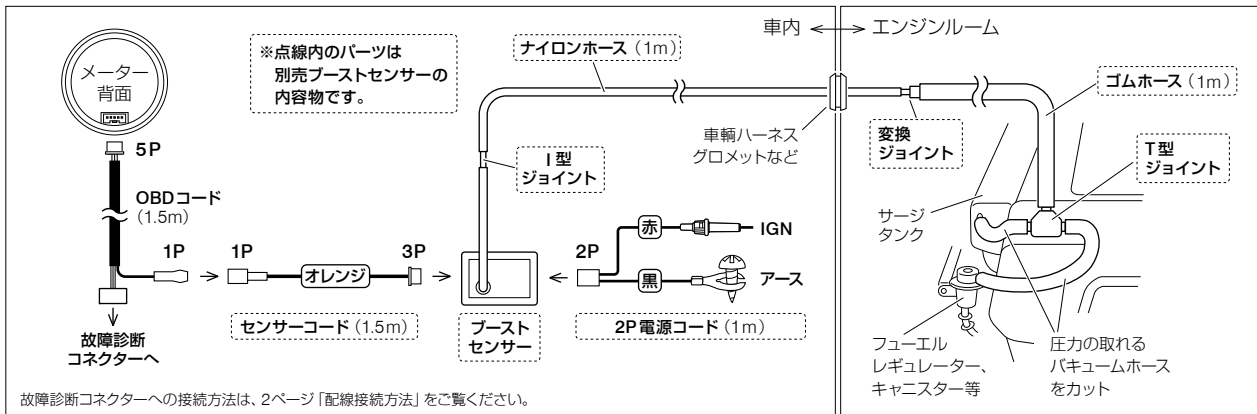 車内
エンジンルーム
メーター
背面
※点線内のパーツは
別売ブーストセンサーの
内容物です。
ナイロンホース（1m）
ゴムホース（1m）
5P
I型
ジョイント
車輌ハーネス
グロメットなど
変換
ジョイント
T型
ジョイント
OBDコード
（1.5m）
サージ
タンク
1P
1P
3P
2P
赤
IGN
オレンジ
黒
アース
故障診断
コネクターへ
センサーコード（1.5m）
ブースト
センサー
2P電源コード（1m）
フューエル
レギュレーター、
キャニスター等
圧力の取れる
バキュームホース
をカット
故障診断コネクターへの接続方法は、2ページ「配線接続方法」をご覧ください。